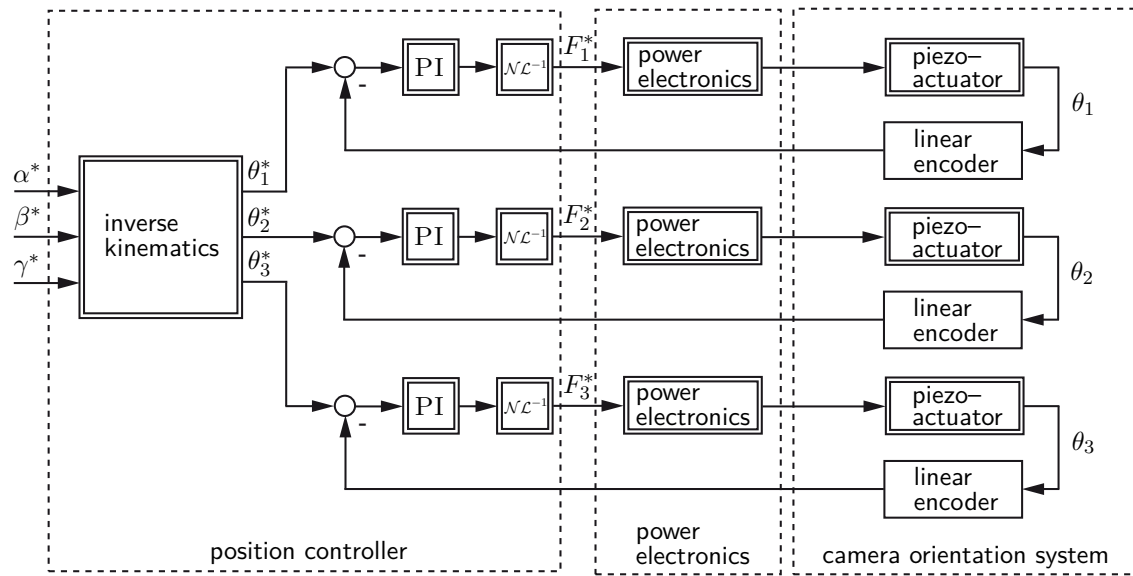 PI
𝒩ℒ⁻¹
F₁*
power
electronics
piezo–
actuator
-
θ₁
linear
encoder
α*
β*
γ*
inverse
kinematics
θ₁*
θ₂*
θ₃*
PI
𝒩ℒ⁻¹
F₂*
power
electronics
piezo–
actuator
-
θ₂
linear
encoder
PI
𝒩ℒ⁻¹
F₃*
power
electronics
piezo–
actuator
-
θ₃
linear
encoder
position controller
power
electronics
camera orientation system